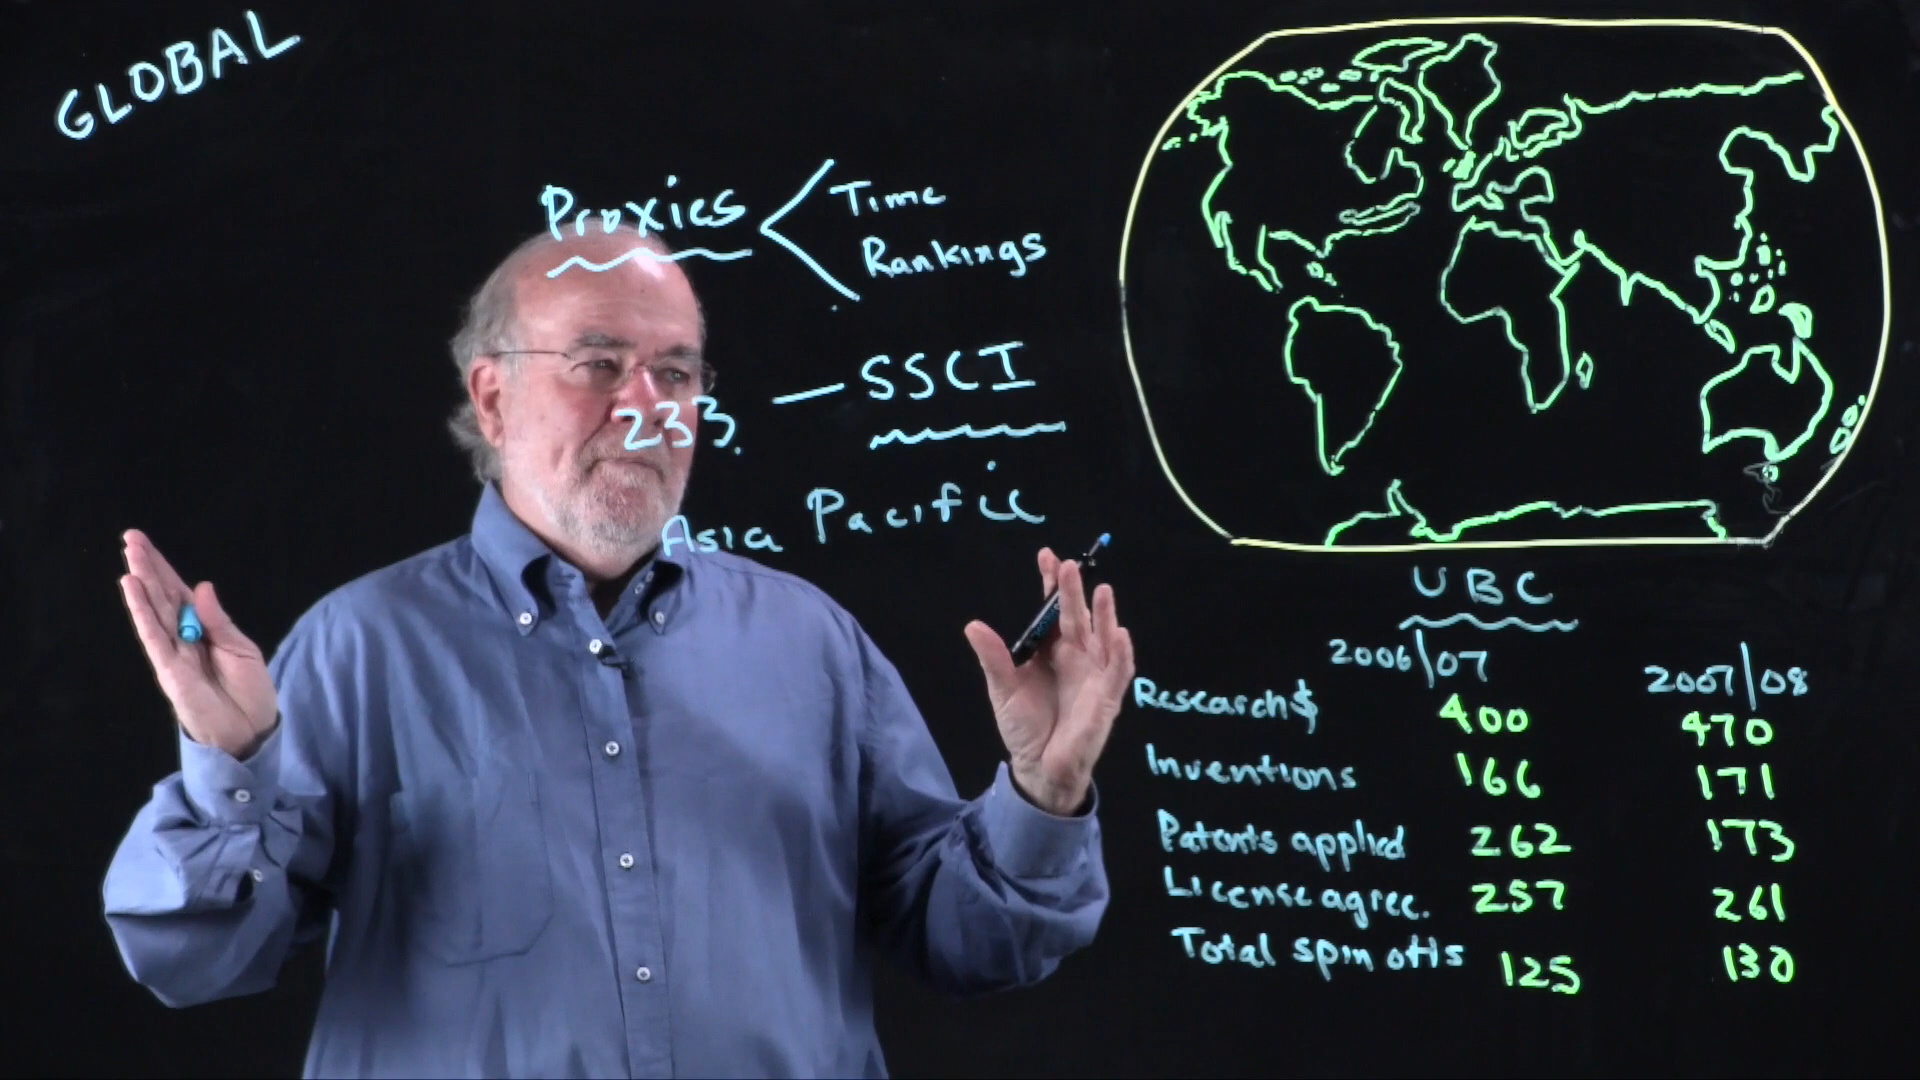 GLOBAL
Proxies
Time
Rankings
233. — SSCI
Asia Pacific
UBC
2006/07 2007/08
Research$ 400 470
Inventions 166 171
Patents applied 262 173
License agree. 257 261
Total spin offs 125 130